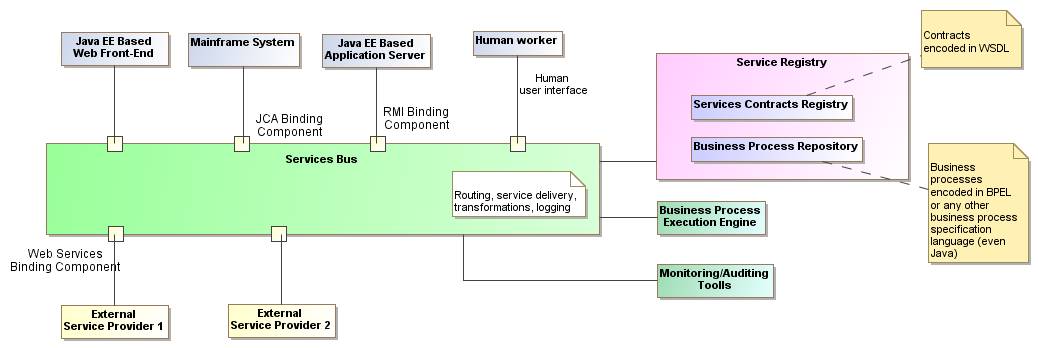 Java EE Based
Web Front-End
Mainframe System
Java EE Based
Application Server
Human worker
Human
user interface
JCA Binding
Component
RMI Binding
Component
Services Bus
Routing, service delivery,
transformations, logging
Web Services
Binding Component
External
Service Provider 1
External
Service Provider 2
Service Registry
Services Contracts Registry
Business Process Repository
Business Process
Execution Engine
Monitoring/Auditing
Toolls
Contracts
encoded in WSDL
Business
processes
encoded in BPEL
or any other
business process
specification
language (even
Java)